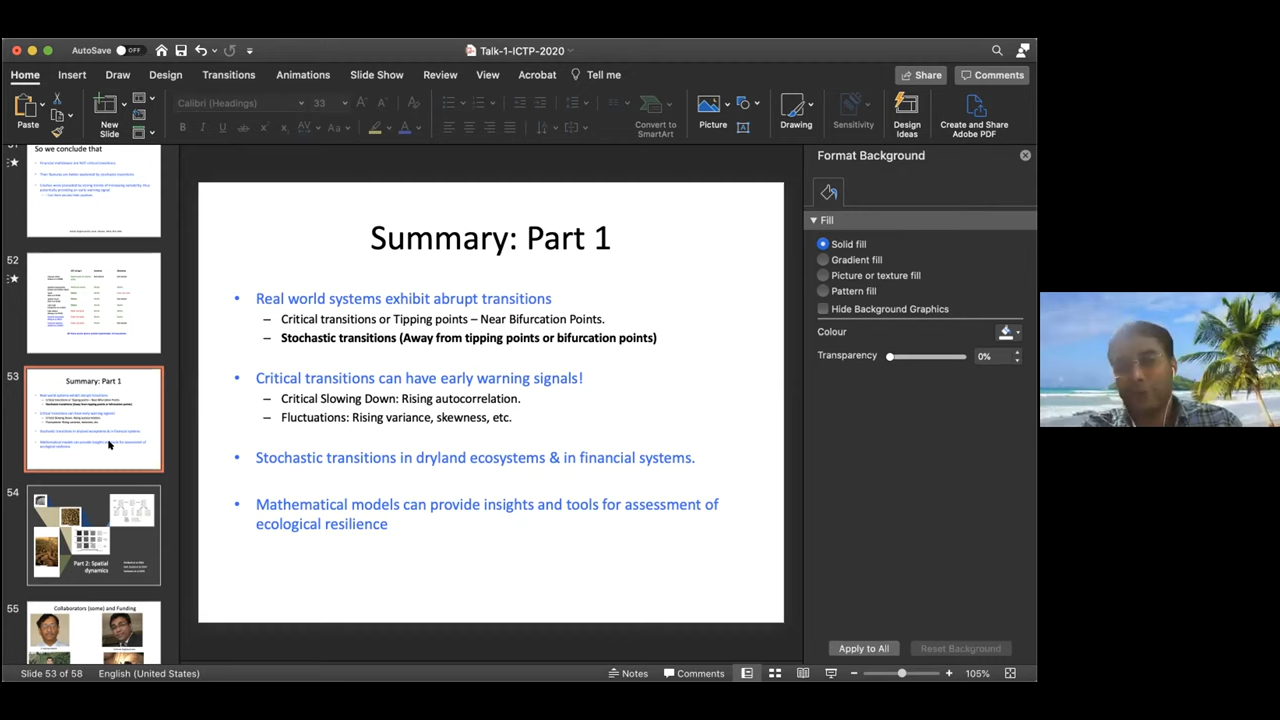 AutoSave OFF
Talk-1-ICTP-2020
Home Insert Draw Design Transitions Animations Slide Show Review View Acrobat Tell me
Share Comments
Paste
New Slide
Calibri (Headings) 33
Convert to SmartArt
Picture
Drawing
Sensitivity
Design Ideas
Create and Share Adobe PDF
So we conclude that
52
53
Summary: Part 1
54
Part 2: Spatial dynamics
55
Collaborators (some) and Funding
Summary: Part 1
• Real world systems exhibit abrupt transitions
– Critical transitions or Tipping points – Near Bifurcation Points.
– Stochastic transitions (Away from tipping points or bifurcation points)
• Critical transitions can have early warning signals!
– Critical Slowing Down: Rising autocorrelation
– Fluctuations: Rising variance, skewness, etc.
• Stochastic transitions in dryland ecosystems & in financial systems.
• Mathematical models can provide insights and tools for assessment of
ecological resilience
Format Background
Fill
Solid fill
Gradient fill
Picture or texture fill
Pattern fill
Hide background graphics
Colour
Transparency 0%
Apply to All Reset Background
Slide 53 of 58 English (United States) Notes Comments 105%